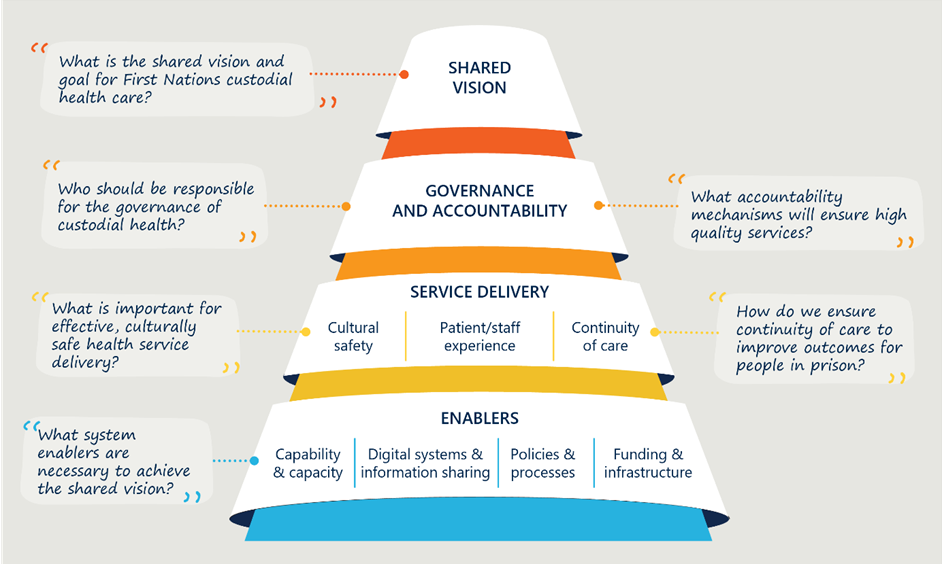 “ What is the shared vision and
goal for First Nations custodial
health care? ”
SHARED
VISION
“ Who should be responsible
for the governance of
custodial health? ”
GOVERNANCE
AND ACCOUNTABILITY
“ What accountability
mechanisms will ensure high
quality services? ”
“ What is important for
effective, culturally
safe health service
delivery? ”
SERVICE DELIVERY
Cultural
safety
Patient/staff
experience
Continuity
of care
“ How do we ensure
continuity of care to
improve outcomes for
people in prison? ”
“ What system
enablers are
necessary to achieve
the shared vision? ”
ENABLERS
Capability
& capacity
Digital systems &
information sharing
Policies &
processes
Funding &
infrastructure